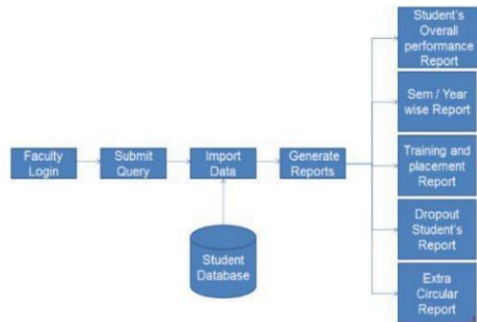 Student's
Overall
performance
Report
Sem / Year
wise Report
Training and
placement
Report
Dropout
Student's
Report
Extra
Circular
Report
Faculty
Login
Submit
Query
Import
Data
Generate
Reports
Student
Database